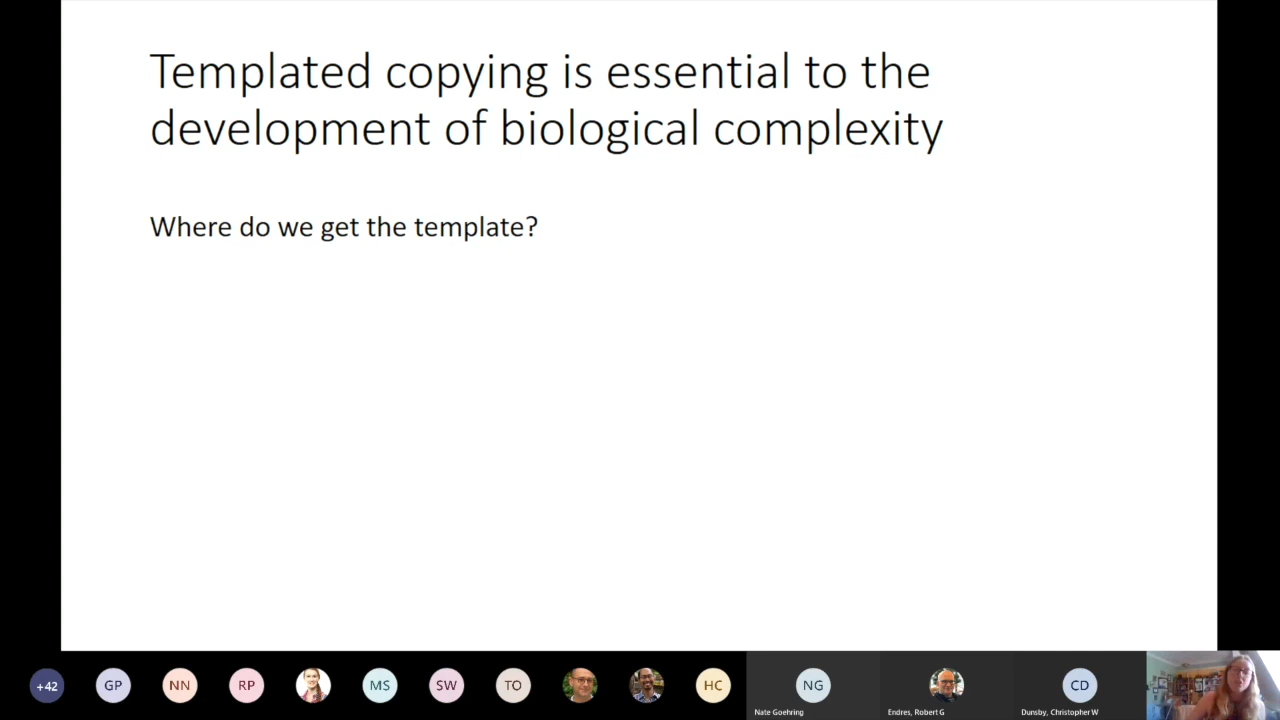 Templated copying is essential to the
development of biological complexity
Where do we get the template?
+42
GP
NN
RP
MS
SW
TO
HC
NG
CD
Nate Goehring
Endres, Robert G
Dunsby, Christopher W